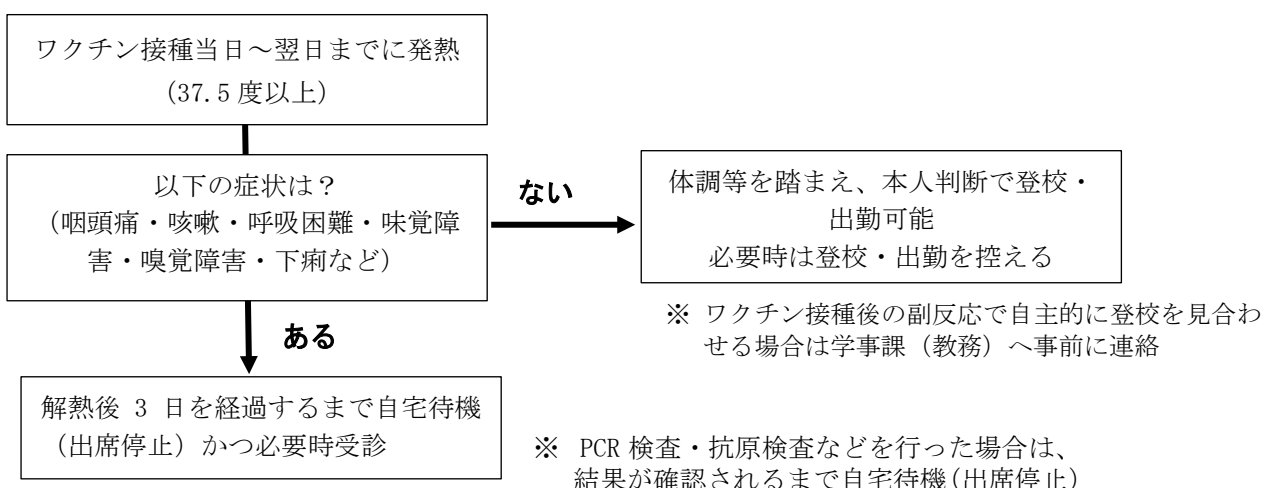 ワクチン接種当日～翌日までに発熱
(37.5 度以上)
以下の症状は？
（咽頭痛・咳嗽・呼吸困難・味覚障
害・嗅覚障害・下痢など）
ない
体調等を踏まえ、本人判断で登校・
出勤可能
必要時は登校・出勤を控える
※ ワクチン接種後の副反応で自主的に登校を見合わ
せる場合は学事課（教務）へ事前に連絡
ある
解熱後 3 日を経過するまで自宅待機
（出席停止）かつ必要時受診
※ PCR 検査・抗原検査などを行った場合は、
結果が確認されるまで自宅待機(出席停止)